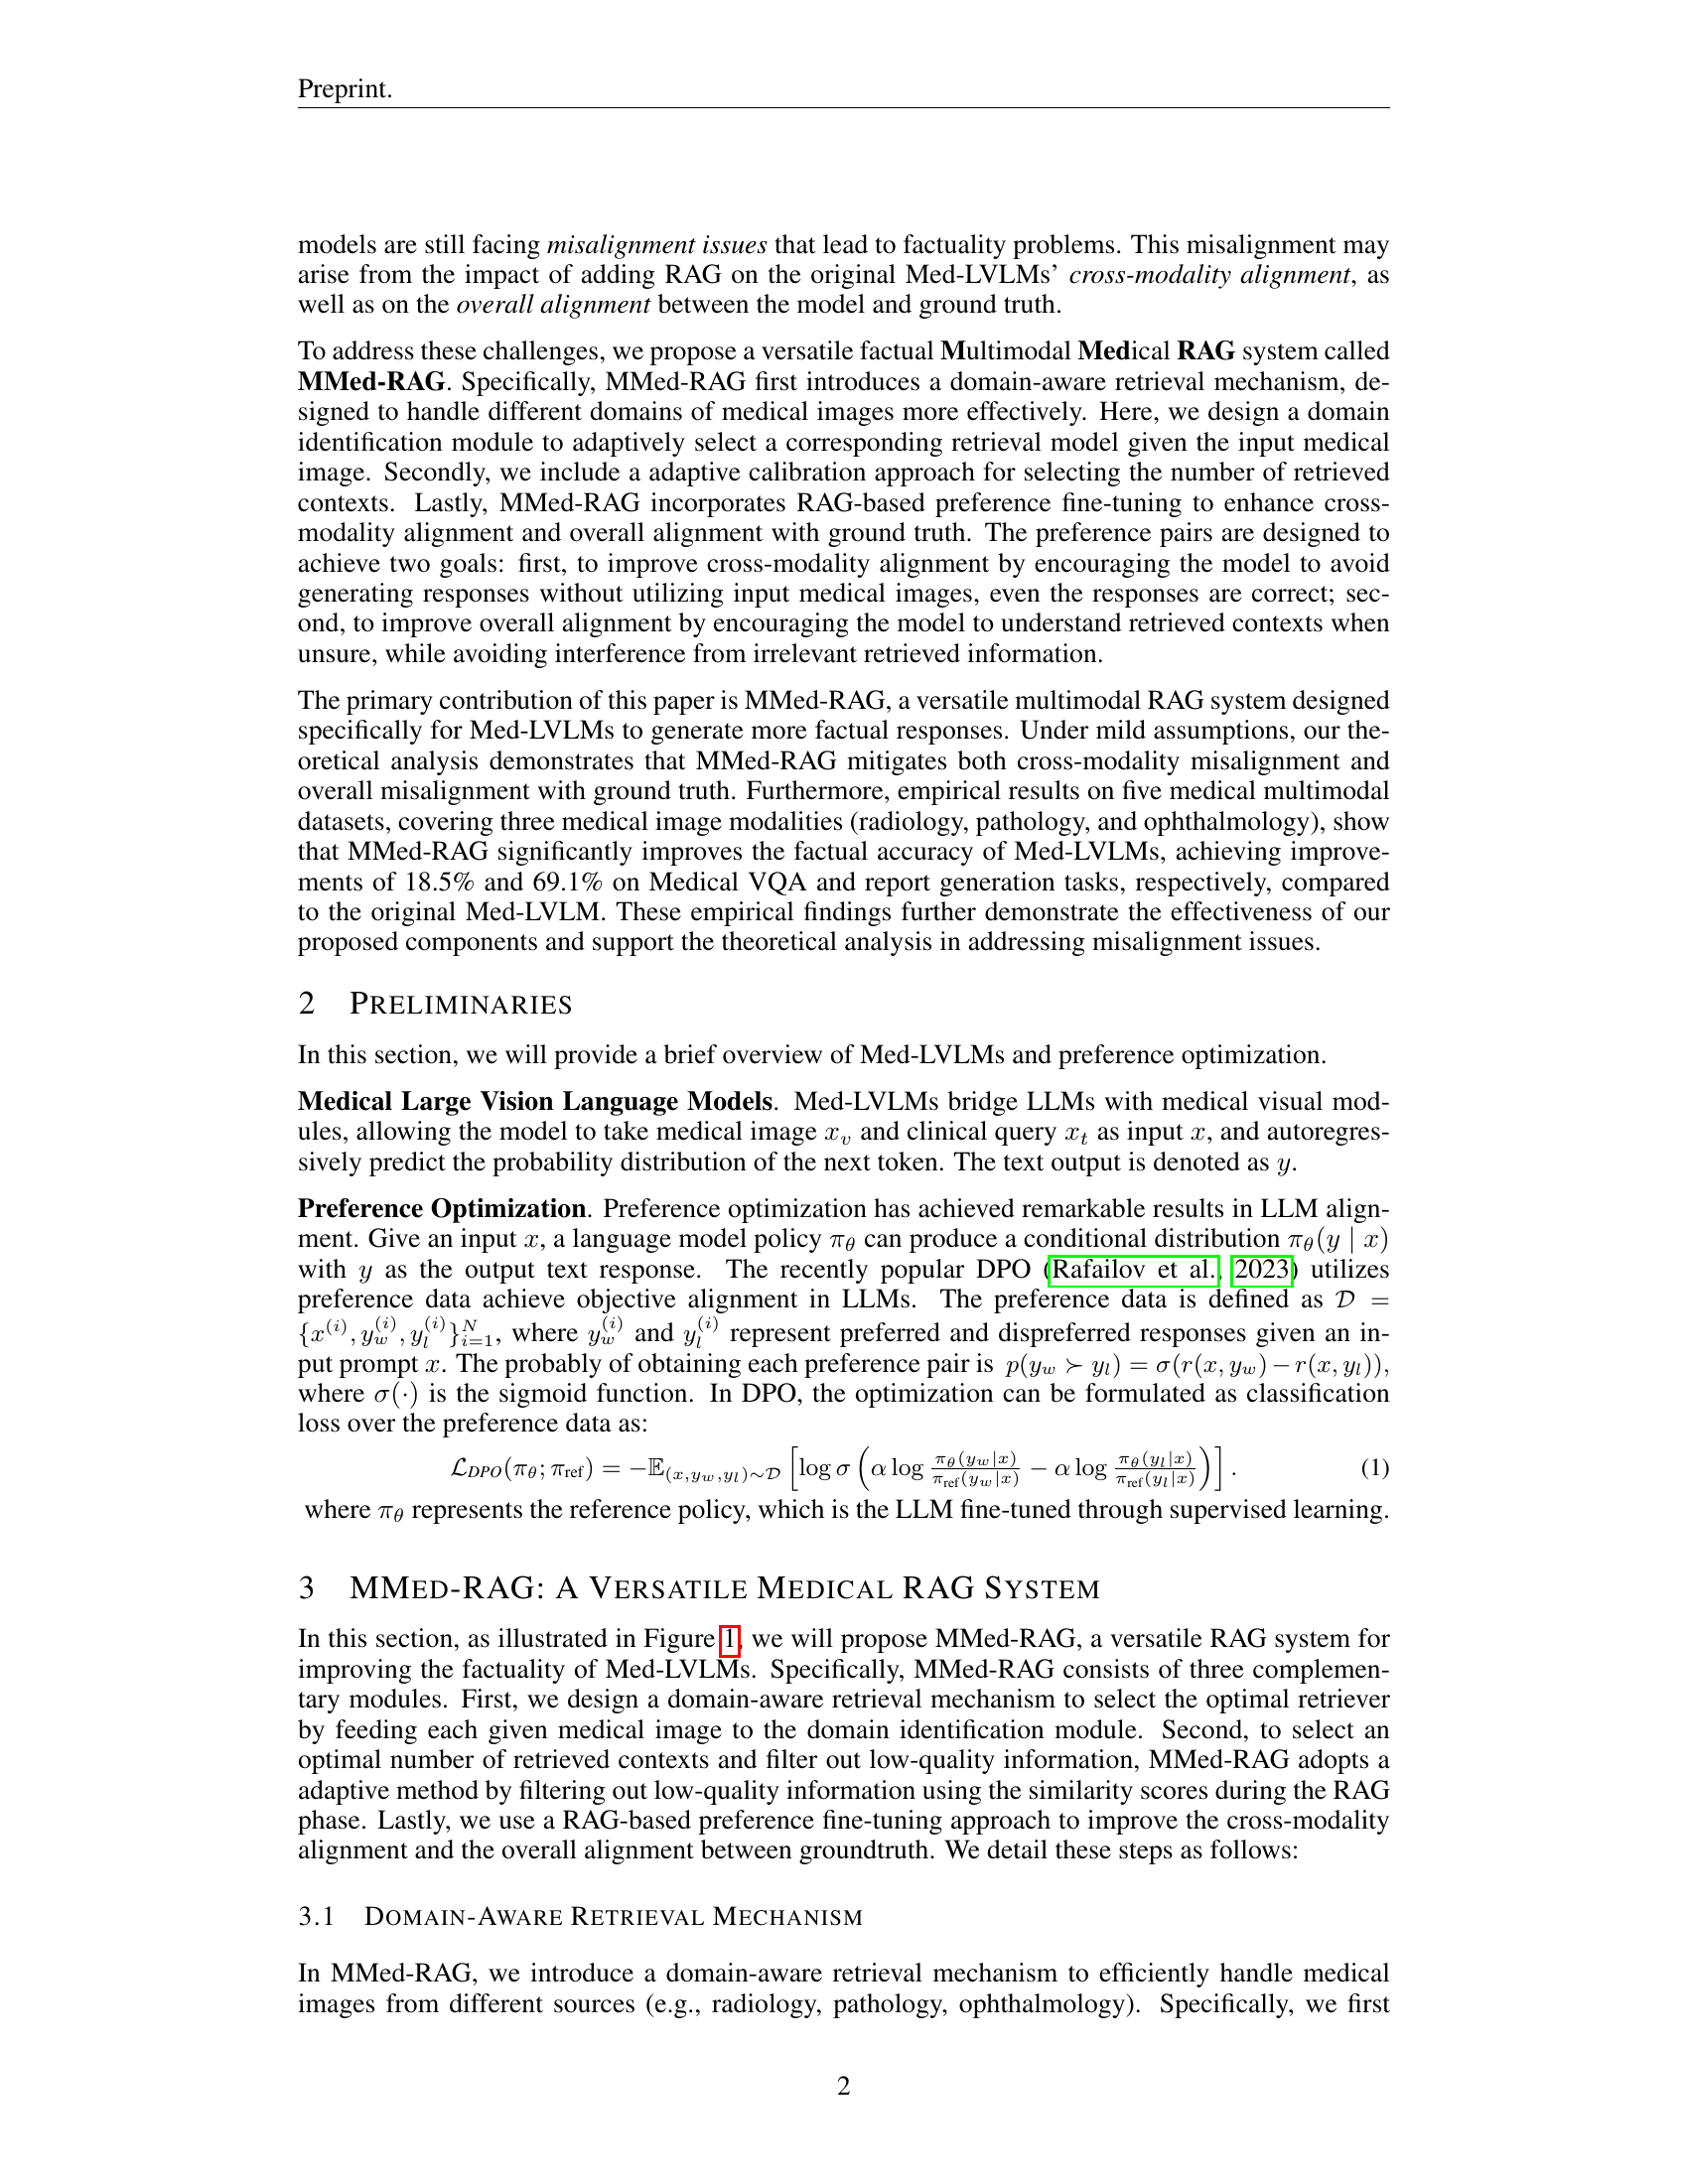 Preprint.
models are still facing misalignment issues that lead to factuality problems. This misalignment may
arise from the impact of adding RAG on the original Med-LVLMs' cross-modality alignment, as
well as on the overall alignment between the model and ground truth.
To address these challenges, we propose a versatile factual Multimodal Medical RAG system called
MMed-RAG. Specifically, MMed-RAG first introduces a domain-aware retrieval mechanism, de-
signed to handle different domains of medical images more effectively. Here, we design a domain
identification module to adaptively select a corresponding retrieval model given the input medical
image. Secondly, we include a adaptive calibration approach for selecting the number of retrieved
contexts. Lastly, MMed-RAG incorporates RAG-based preference fine-tuning to enhance cross-
modality alignment and overall alignment with ground truth. The preference pairs are designed to
achieve two goals: first, to improve cross-modality alignment by encouraging the model to avoid
generating responses without utilizing input medical images, even the responses are correct; sec-
ond, to improve overall alignment by encouraging the model to understand retrieved contexts when
unsure, while avoiding interference from irrelevant retrieved information.
The primary contribution of this paper is MMed-RAG, a versatile multimodal RAG system designed
specifically for Med-LVLMs to generate more factual responses. Under mild assumptions, our the-
oretical analysis demonstrates that MMed-RAG mitigates both cross-modality misalignment and
overall misalignment with ground truth. Furthermore, empirical results on five medical multimodal
datasets, covering three medical image modalities (radiology, pathology, and ophthalmology), show
that MMed-RAG significantly improves the factual accuracy of Med-LVLMs, achieving improve-
ments of 18.5% and 69.1% on Medical VQA and report generation tasks, respectively, compared
to the original Med-LVLM. These empirical findings further demonstrate the effectiveness of our
proposed components and support the theoretical analysis in addressing misalignment issues.
2 PRELIMINARIES
In this section, we will provide a brief overview of Med-LVLMs and preference optimization.
Medical Large Vision Language Models. Med-LVLMs bridge LLMs with medical visual mod-
ules, allowing the model to take medical image $x_v$ and clinical query $x_t$ as input $x$, and autoregres-
sively predict the probability distribution of the next token. The text output is denoted as $y$.
Preference Optimization. Preference optimization has achieved remarkable results in LLM align-
ment. Give an input $x$, a language model policy $\pi_\theta$ can produce a conditional distribution $\pi_\theta(y \mid x)$
with $y$ as the output text response. The recently popular DPO (Rafailov et al., 2023) utilizes
preference data achieve objective alignment in LLMs. The preference data is defined as $\mathcal{D} =$
$\{x^{(i)}, y_w^{(i)}, y_l^{(i)}\}_{i=1}^N$, where $y_w^{(i)}$ and $y_l^{(i)}$ represent preferred and dispreferred responses given an in-
put prompt $x$. The probably of obtaining each preference pair is $p(y_w \succ y_l) = \sigma(r(x, y_w) - r(x, y_l))$,
where $\sigma(\cdot)$ is the sigmoid function. In DPO, the optimization can be formulated as classification
loss over the preference data as:
$\mathcal{L}_{DPO}(\pi_\theta; \pi_{\text{ref}}) = -\mathbb{E}_{(x, y_w, y_l) \sim \mathcal{D}} \left[ \log \sigma \left( \alpha \log \frac{\pi_\theta(y_w|x)}{\pi_{\text{ref}}(y_w|x)} - \alpha \log \frac{\pi_\theta(y_l|x)}{\pi_{\text{ref}}(y_l|x)} \right) \right].$ (1)
where $\pi_\theta$ represents the reference policy, which is the LLM fine-tuned through supervised learning.
3 MMED-RAG: A VERSATILE MEDICAL RAG SYSTEM
In this section, as illustrated in Figure 1, we will propose MMed-RAG, a versatile RAG system for
improving the factuality of Med-LVLMs. Specifically, MMed-RAG consists of three complemen-
tary modules. First, we design a domain-aware retrieval mechanism to select the optimal retriever
by feeding each given medical image to the domain identification module. Second, to select an
optimal number of retrieved contexts and filter out low-quality information, MMed-RAG adopts a
adaptive method by filtering out low-quality information using the similarity scores during the RAG
phase. Lastly, we use a RAG-based preference fine-tuning approach to improve the cross-modality
alignment and the overall alignment between groundtruth. We detail these steps as follows:
3.1 DOMAIN-AWARE RETRIEVAL MECHANISM
In MMed-RAG, we introduce a domain-aware retrieval mechanism to efficiently handle medical
images from different sources (e.g., radiology, pathology, ophthalmology). Specifically, we first
2